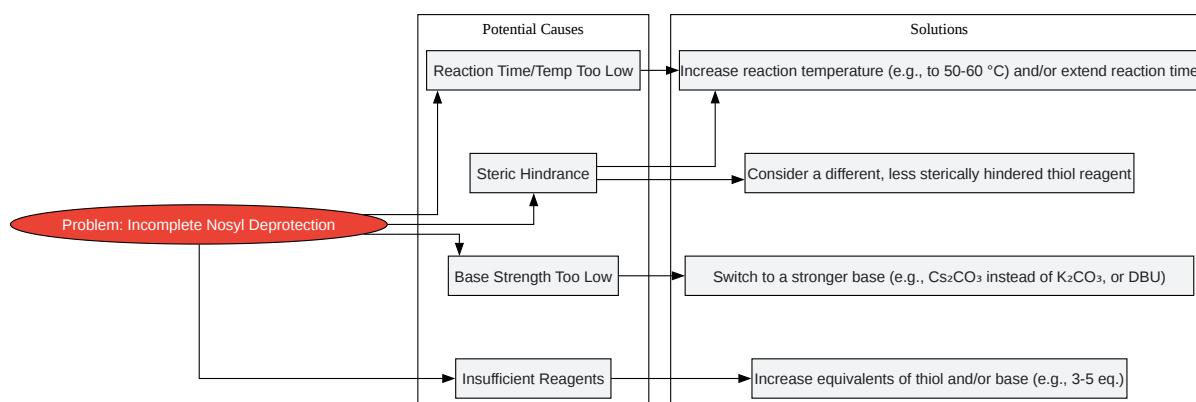 Potential Causes
Solutions
Reaction Time/Temp Too Low
Increase reaction temperature (e.g., to 50-60 °C) and/or extend reaction time
Steric Hindrance
Consider a different, less sterically hindered thiol reagent
Problem: Incomplete Nosyl Deprotection
Base Strength Too Low
Switch to a stronger base (e.g., Cs₂CO₃ instead of K₂CO₃, or DBU)
Insufficient Reagents
Increase equivalents of thiol and/or base (e.g., 3-5 eq.)